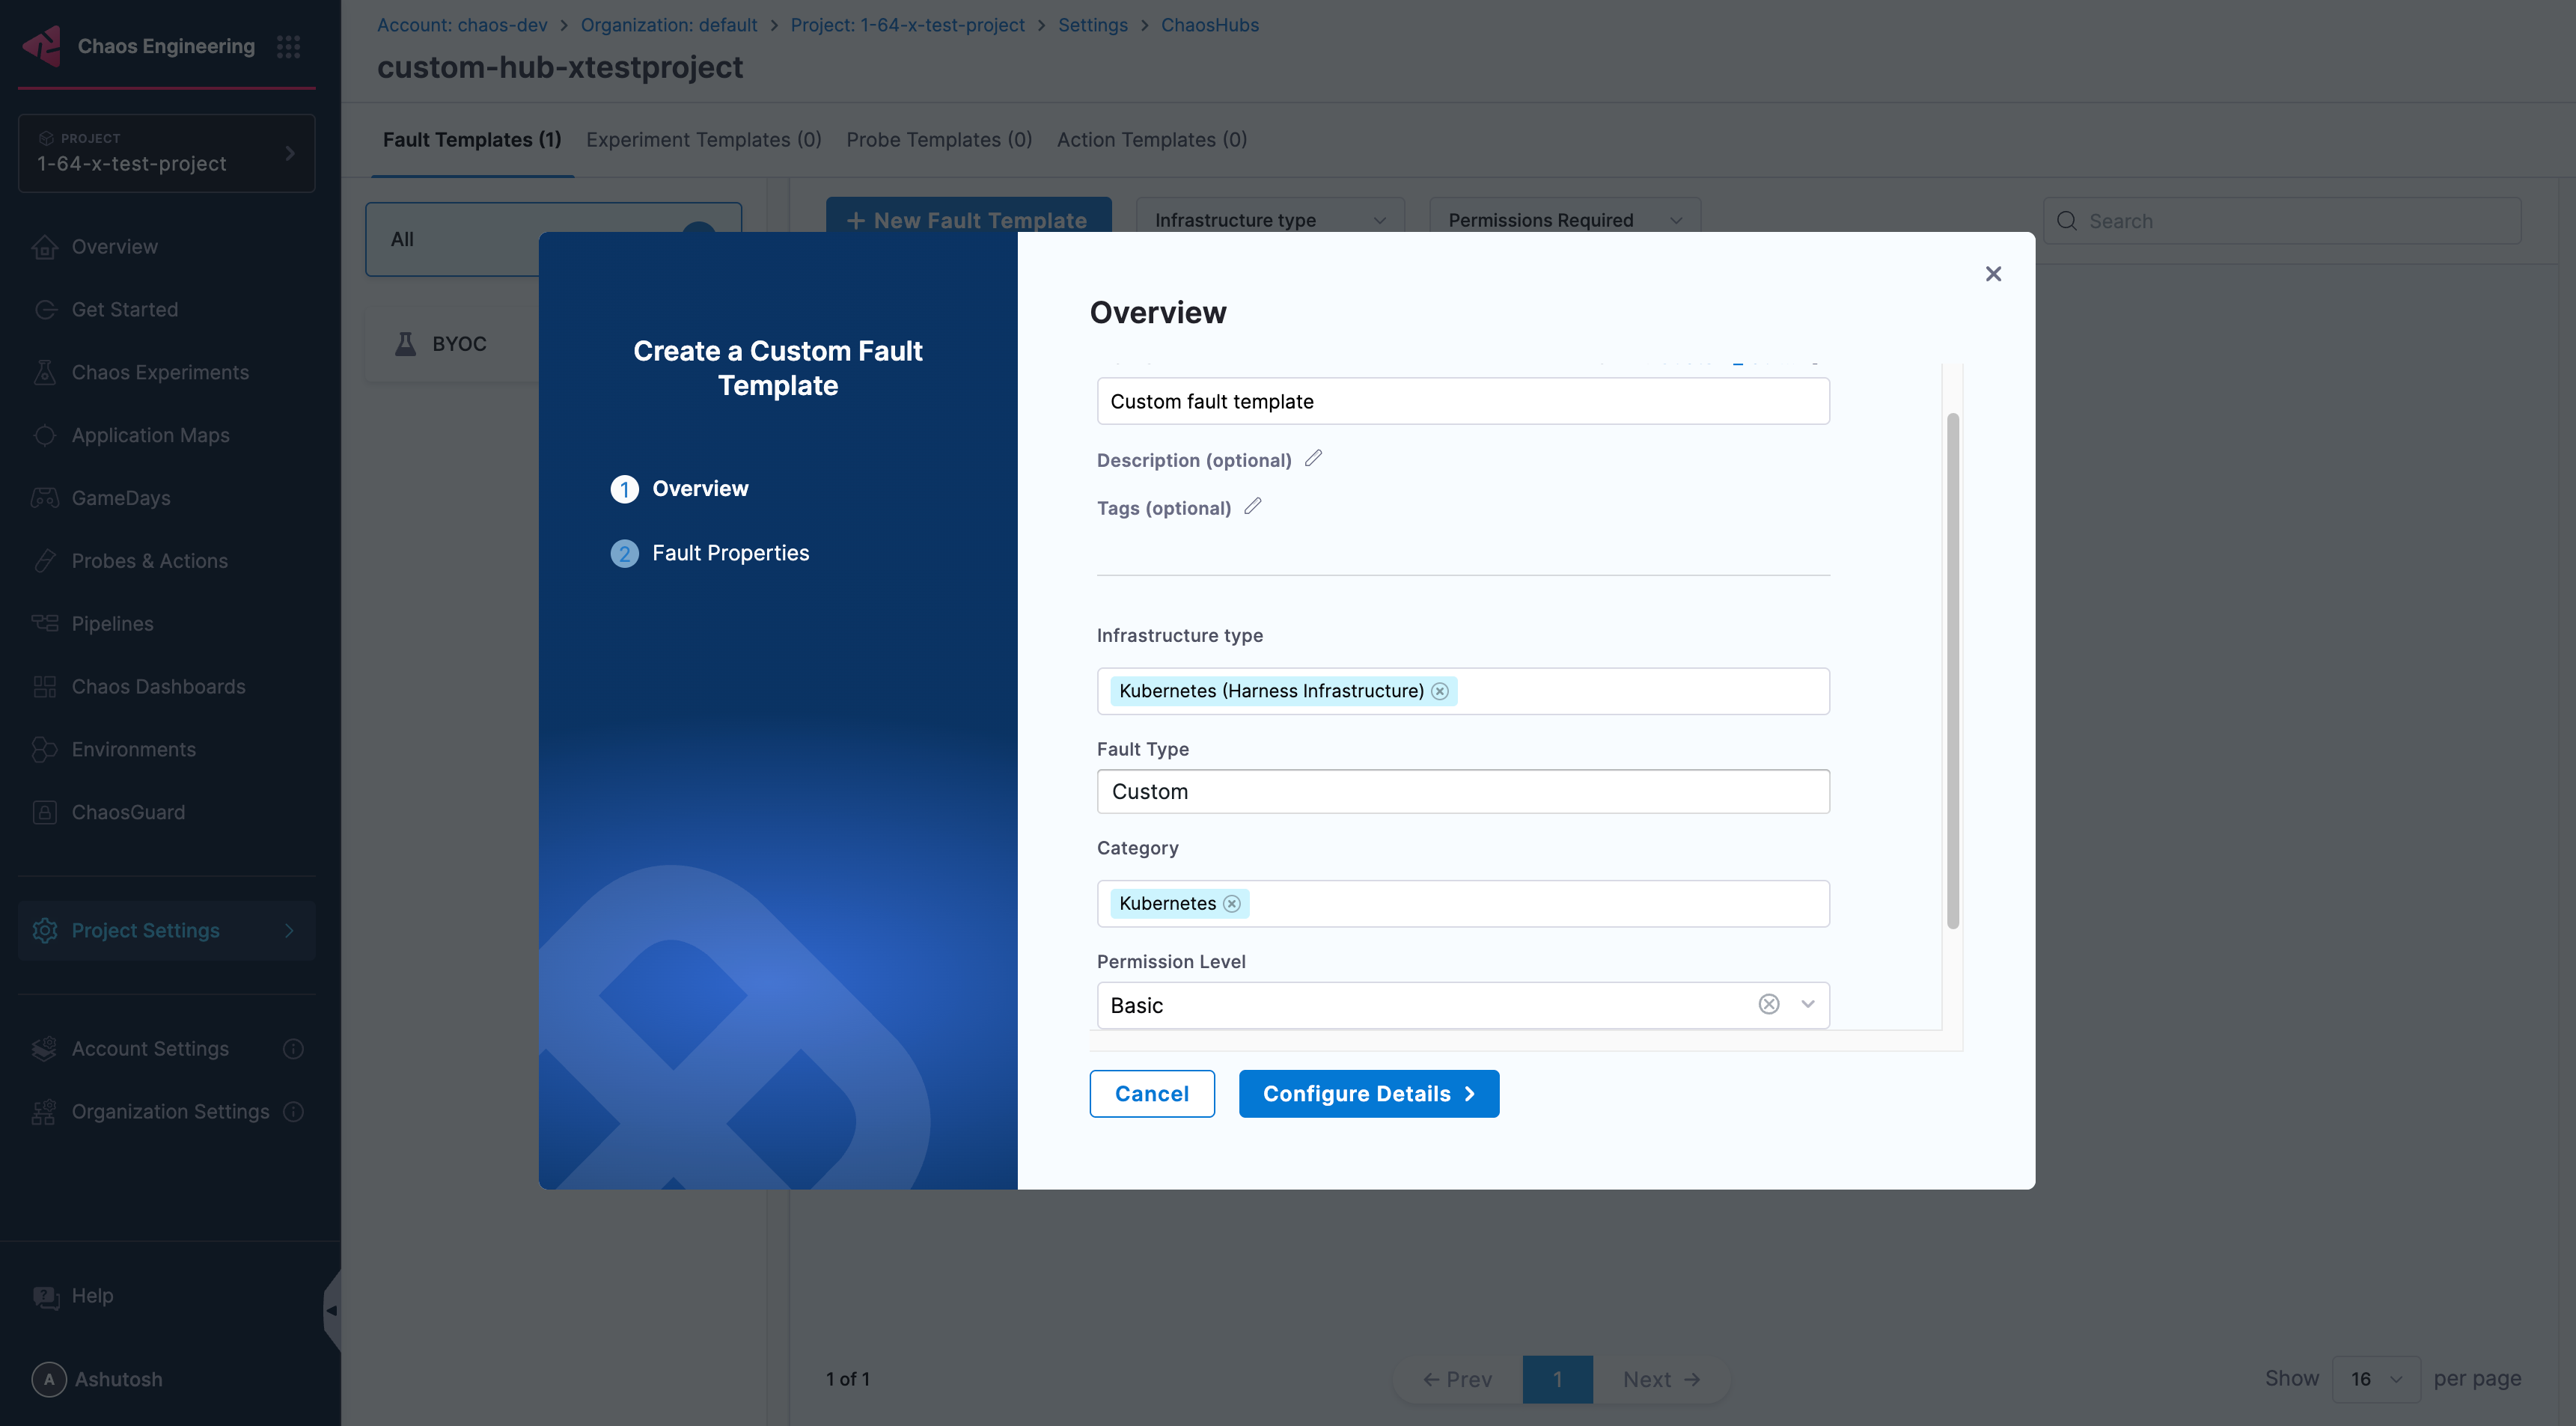 Chaos Engineering
PROJECT
1-64-x-test-project
Overview
Get Started
Chaos Experiments
Application Maps
GameDays
Probes & Actions
Pipelines
Chaos Dashboards
Environments
ChaosGuard
Project Settings
Account Settings
Organization Settings
Help
A Ashutosh
Account: chaos-dev > Organization: default > Project: 1-64-x-test-project > Settings > ChaosHubs
custom-hub-xtestproject
Fault Templates (1) Experiment Templates (0) Probe Templates (0) Action Templates (0)
All
BYOC
+ New Fault Template Infrastructure type Permissions Required Search
Create a Custom Fault
Template
1 Overview
2 Fault Properties
Overview
Custom fault template
Description (optional)
Tags (optional)
Infrastructure type
Kubernetes (Harness Infrastructure)
Fault Type
Custom
Category
Kubernetes
Permission Level
Basic
Cancel Configure Details >
1 of 1 ← Prev 1 Next → Show 16 per page